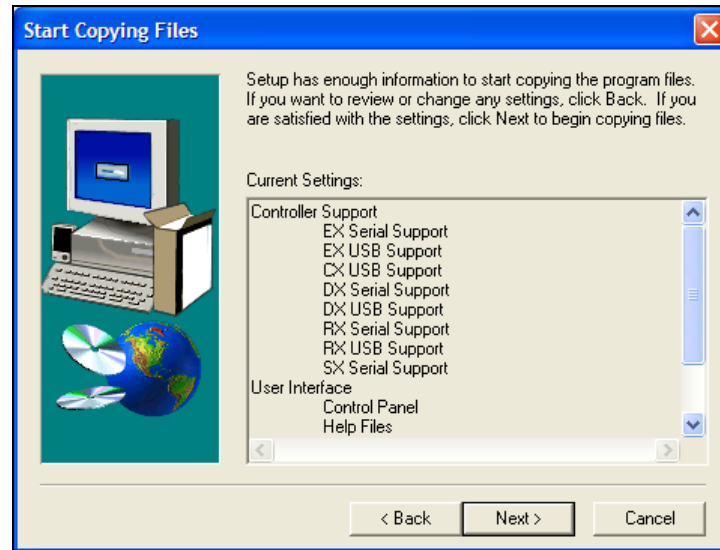 Start Copying Files
Setup has enough information to start copying the program files.
If you want to review or change any settings, click Back.  If you
are satisfied with the settings, click Next to begin copying files.
Current Settings:
Controller Support
EX Serial Support
EX USB Support
CX USB Support
DX Serial Support
DX USB Support
RX Serial Support
RX USB Support
SX Serial Support
User Interface
Control Panel
Help Files
< Back
Next >
Cancel